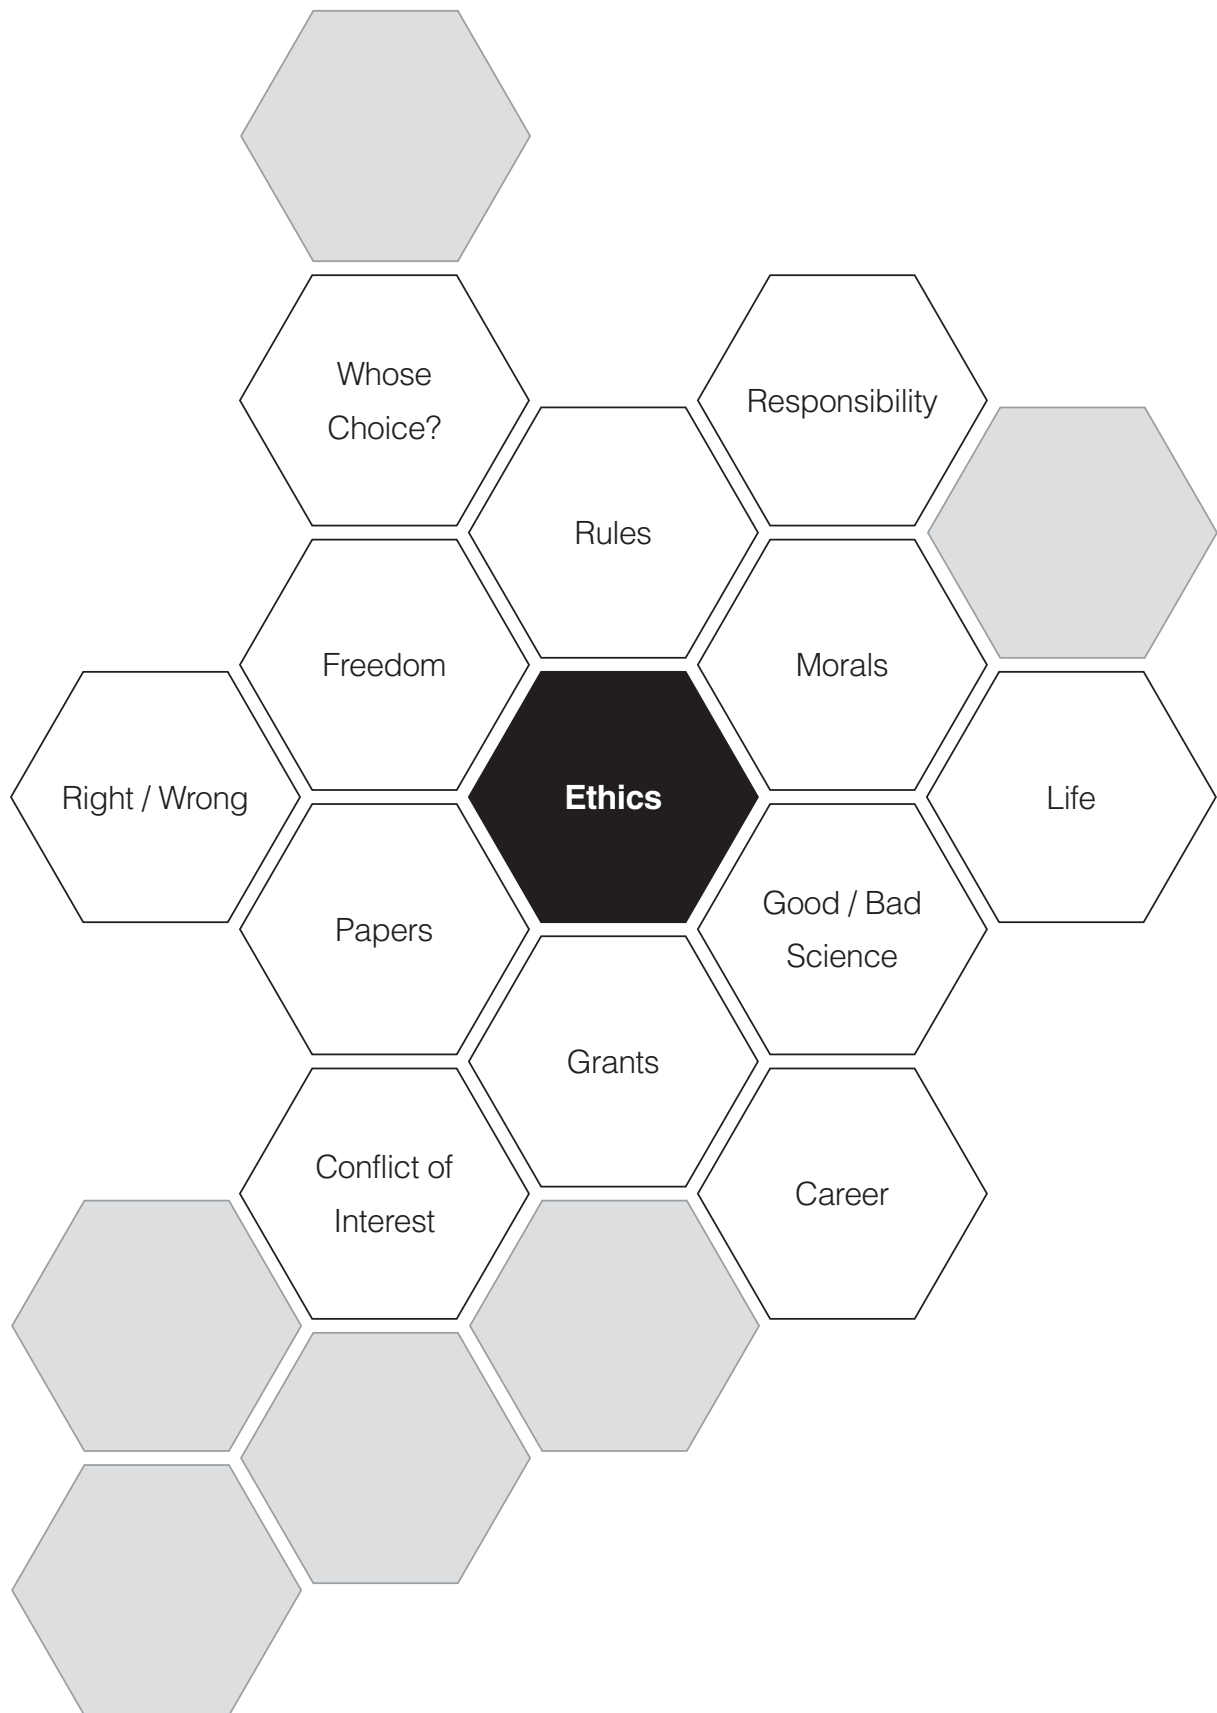 Whose
Choice?
Responsibility
Rules
Freedom
Morals
Right / Wrong
Ethics
Life
Papers
Good / Bad
Science
Grants
Conflict of
Interest
Career